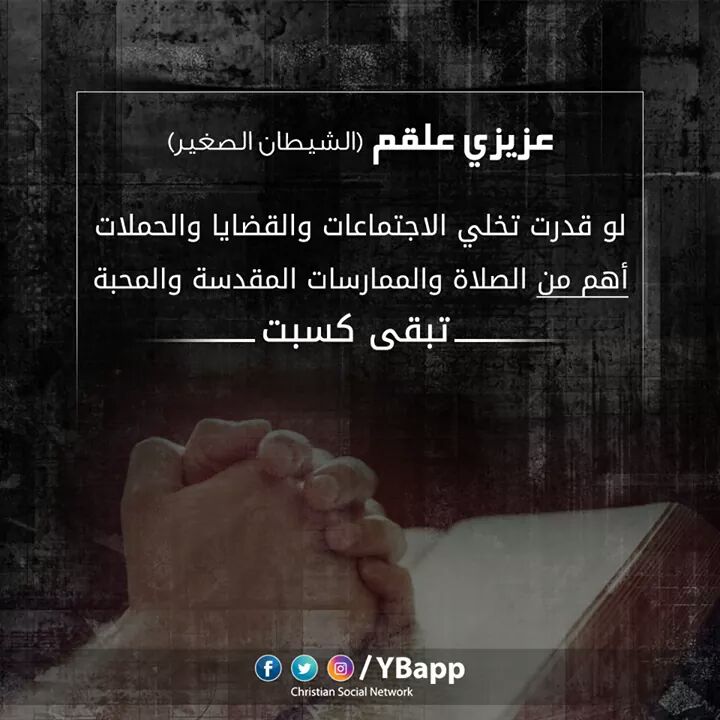 عزيزي علقم (الشيطان الصغير)
لو قدرت تخلي الاجتماعات والقضايا والحملات
أهم من الصلاة والممارسات المقدسة والمحبة
تبقى كسبت
/YBapp
Christian Social Network